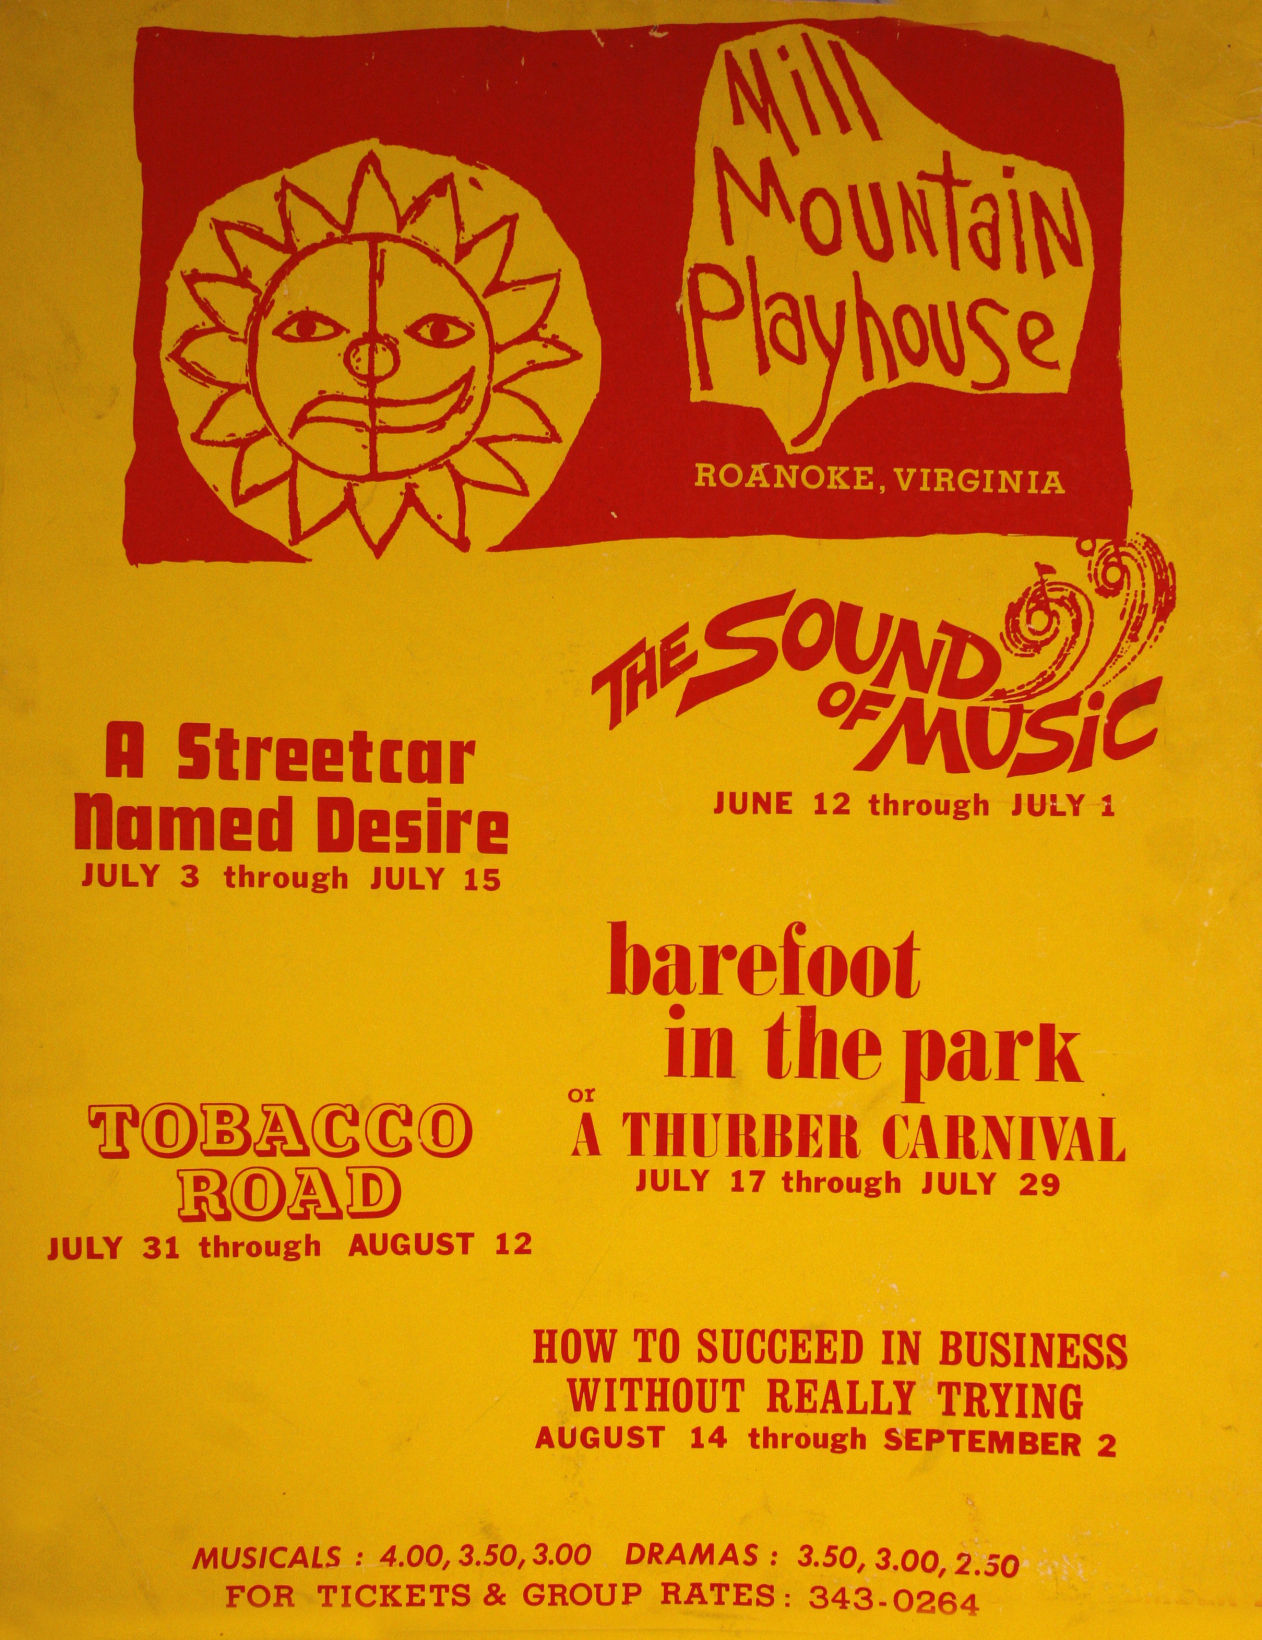 Mill
Mountain
Playhouse
ROANOKE, VIRGINIA
THE SOUND
OF MUSIC
JUNE 12 through JULY 1
A Streetcar
Named Desire
JULY 3 through JULY 15
barefoot
in the park
or
A THURBER CARNIVAL
JULY 17 through JULY 29
TOBACCO
ROAD
JULY 31 through AUGUST 12
HOW TO SUCCEED IN BUSINESS
WITHOUT REALLY TRYING
AUGUST 14 through SEPTEMBER 2
MUSICALS : 4.00, 3.50, 3.00 DRAMAS : 3.50, 3.00, 2.50
FOR TICKETS & GROUP RATES : 343-0264